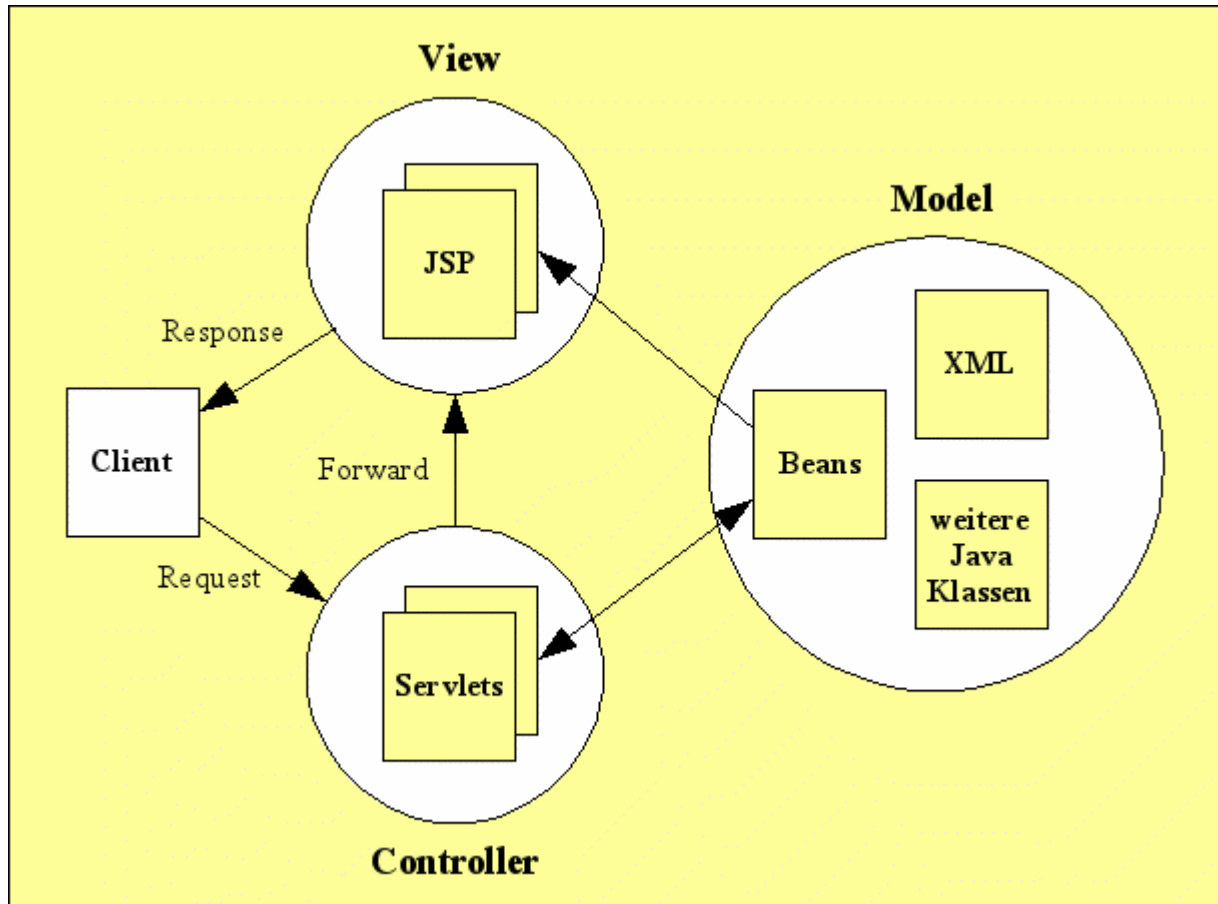 View
Model
JSP
Response
XML
Client
Forward
Beans
weitere
Java
Klassen
Request
Servlets
Controller